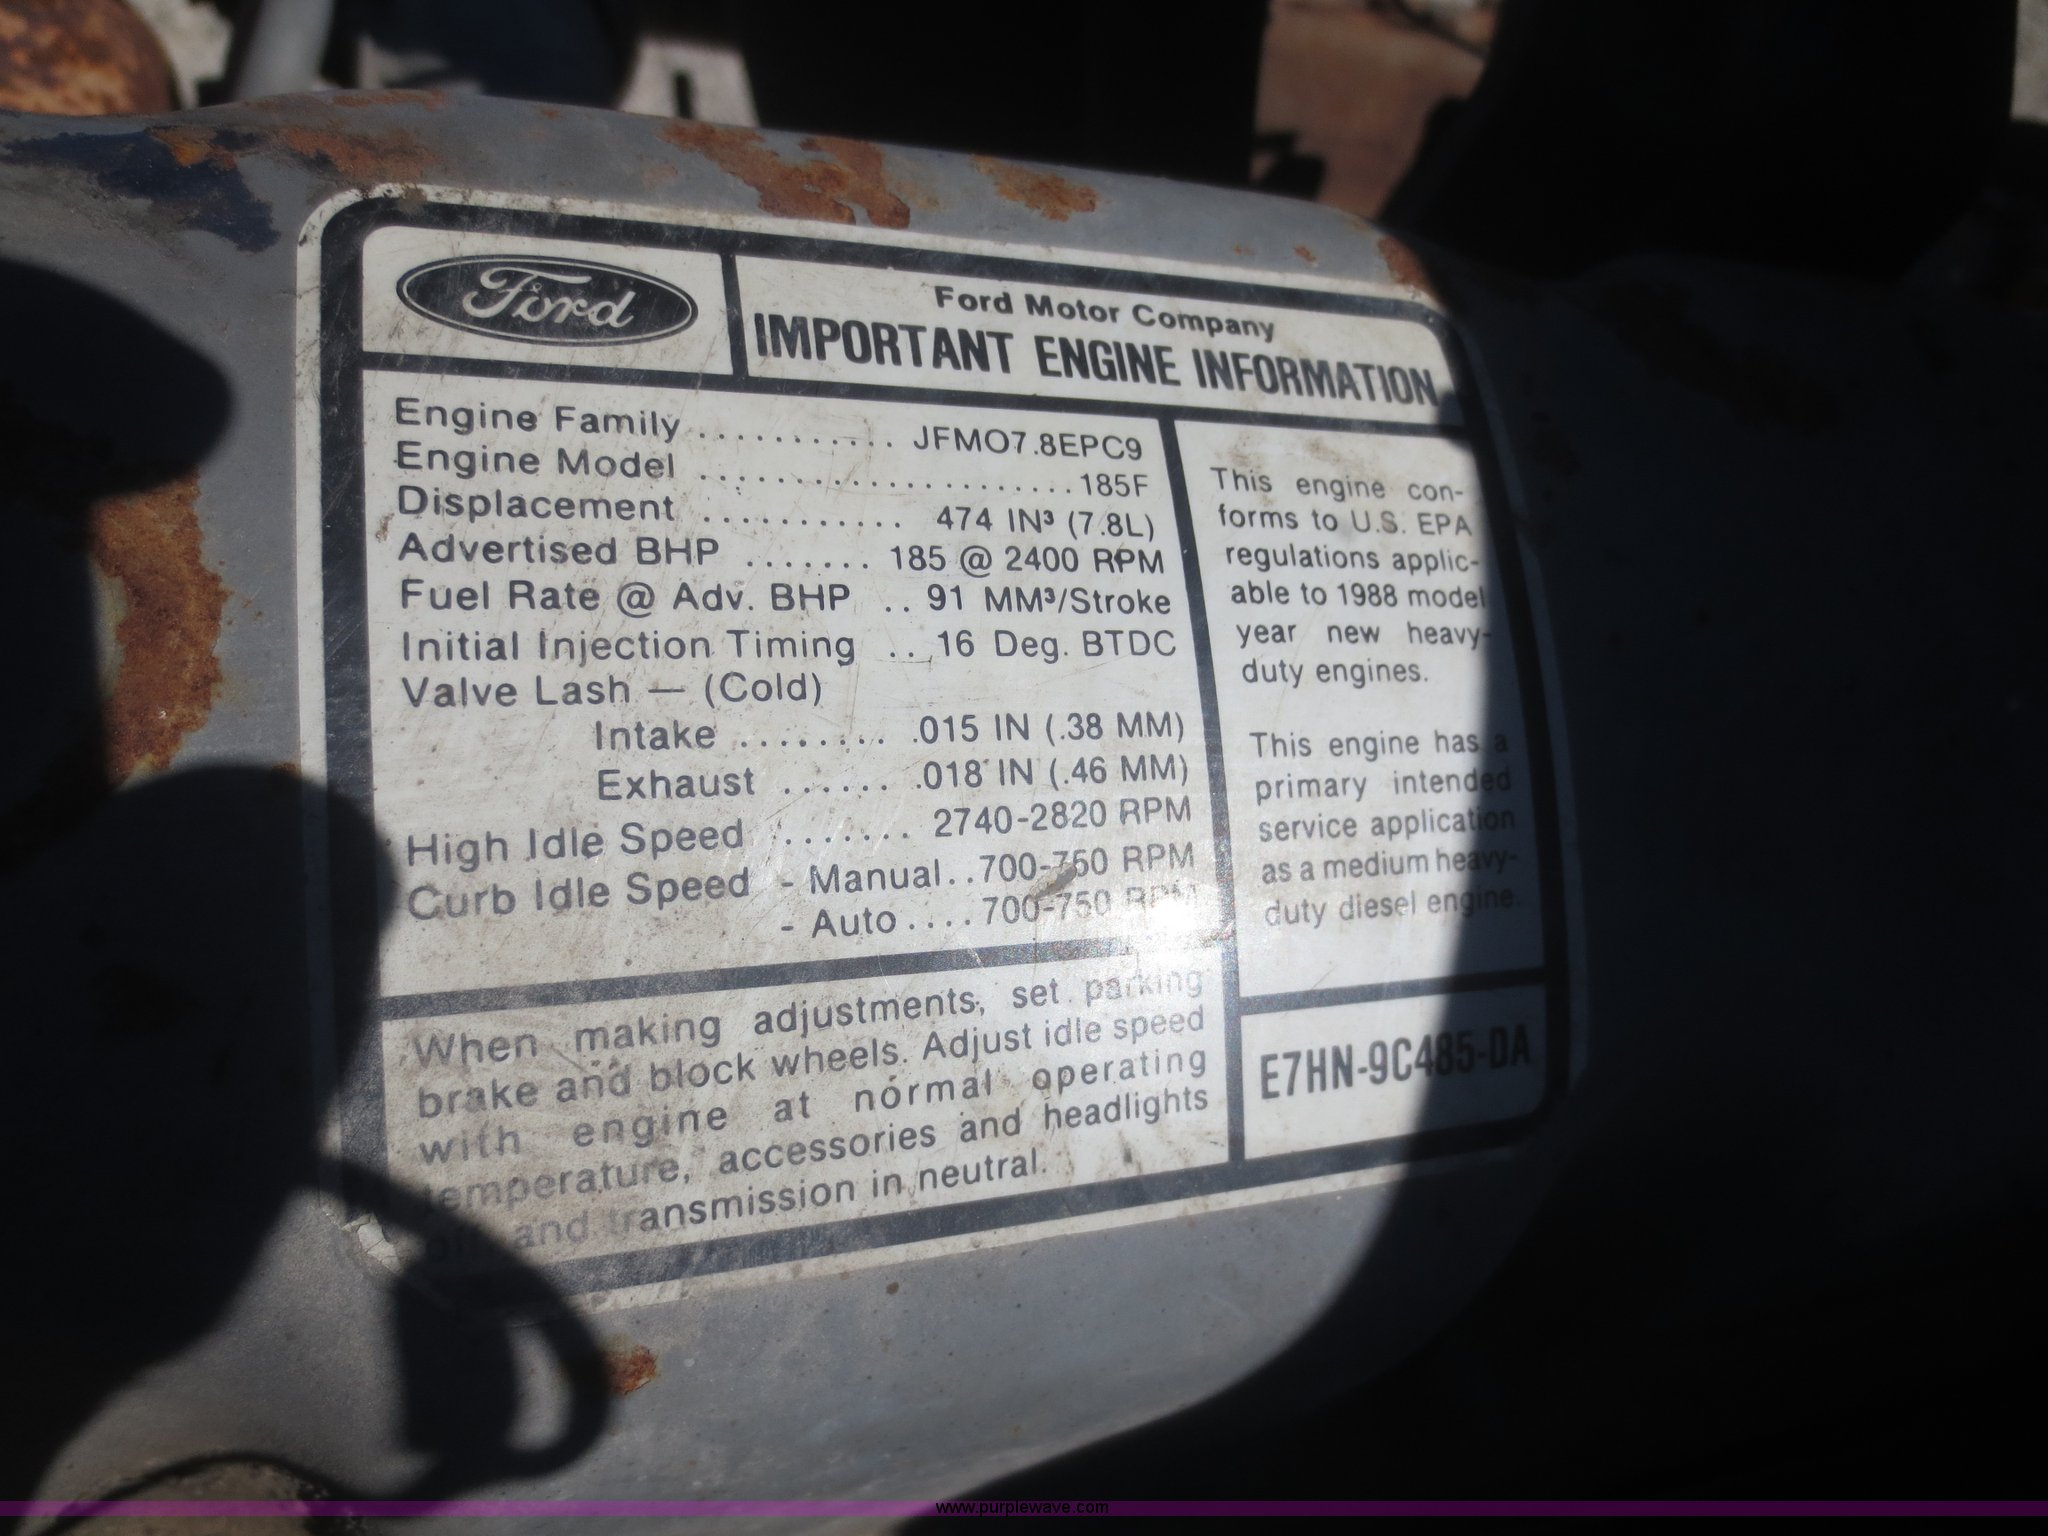 Ford
Ford Motor Company
IMPORTANT ENGINE INFORMATION
Engine Family ........... JFMO7.8EPC9
Engine Model ..................... 185F
Displacement ........... 474 IN³ (7.8L)
Advertised BHP ....... 185 @ 2400 RPM
Fuel Rate @ Adv. BHP .. 91 MM³/Stroke
Initial Injection Timing .. 16 Deg. BTDC
Valve Lash — (Cold)
Intake ........ .015 IN (.38 MM)
Exhaust ...... .018 IN (.46 MM)
High Idle Speed ....... 2740-2820 RPM
Curb Idle Speed - Manual..700-750 RPM
- Auto....700-750 RPM
This engine con-
forms to U.S. EPA
regulations applic-
able to 1988 model
year new heavy-
duty engines.
This engine has a
primary intended
service application
as a medium heavy-
duty diesel engine.
When making adjustments, set parking
brake and block wheels. Adjust idle speed
with engine at normal operating
temperature, accessories and headlights
and transmission in neutral.
E7HN-9C485-DA
www.purplewave.com